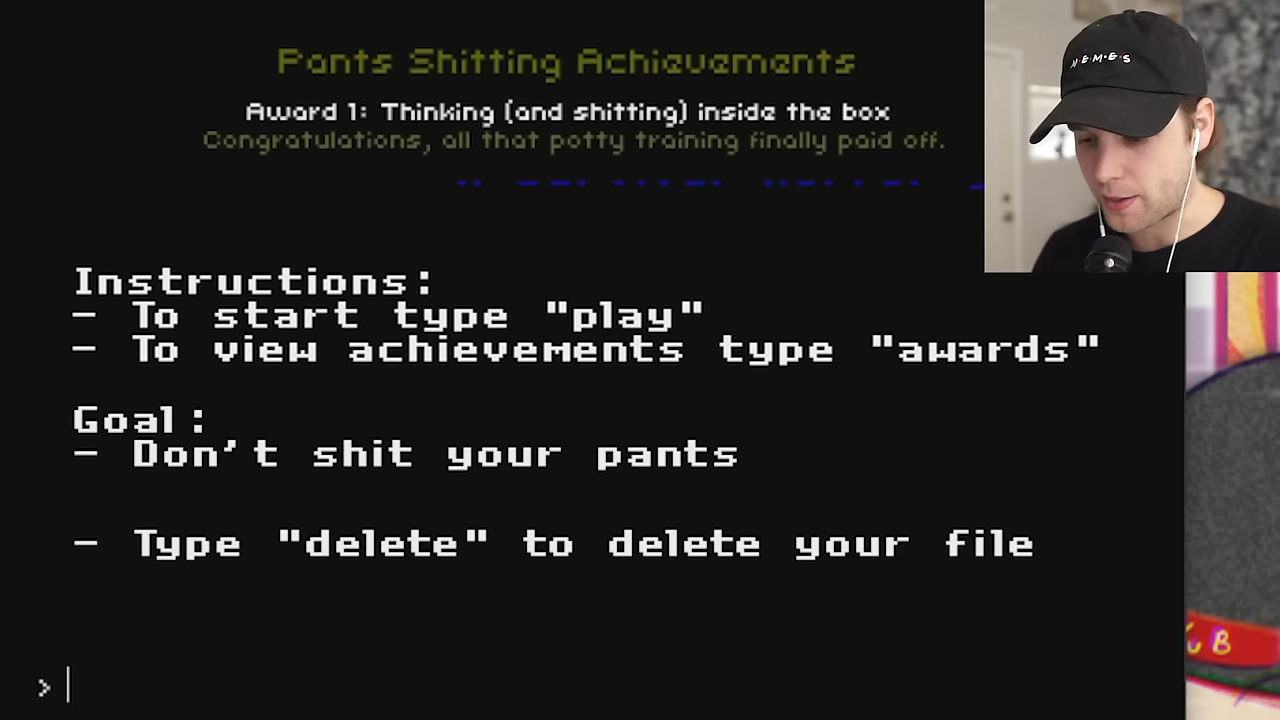 Pants Shitting Achievements
Award 1: Thinking (and shitting) inside the box
Congratulations, all that potty training finally paid off.
MEMES
Instructions:
- To start type "play"
- To view achievements type "awards"
Goal:
- Don't shit your pants
- Type "delete" to delete your file
>